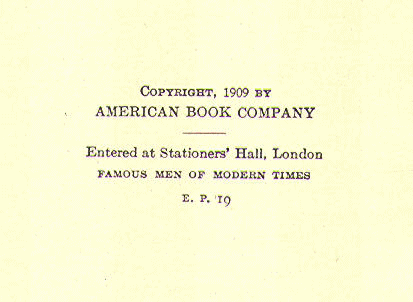 COPYRIGHT, 1909 BY
AMERICAN BOOK COMPANY
Entered at Stationers' Hall, London
FAMOUS MEN OF MODERN TIMES
E. P. 19